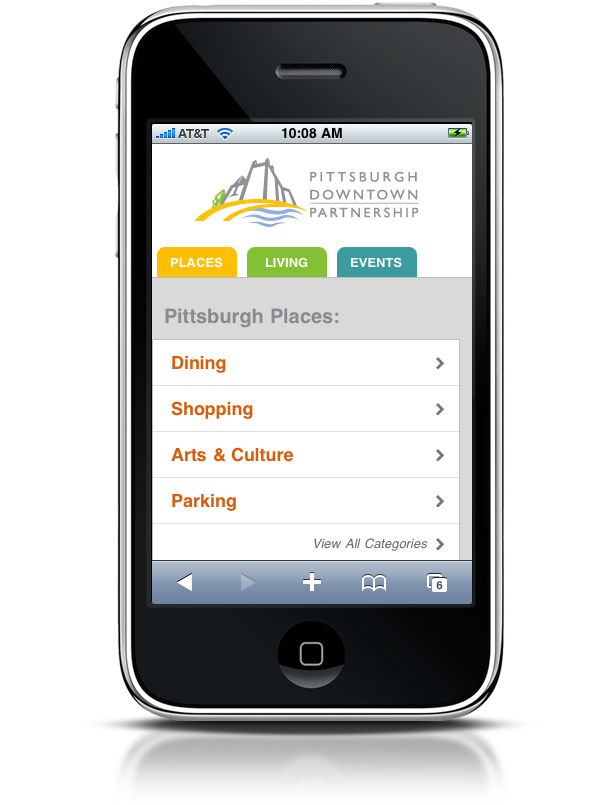 AT&T 10:08 AM
PITTSBURGH
DOWNTOWN
PARTNERSHIP
PLACES LIVING EVENTS
Pittsburgh Places:
Dining
Shopping
Arts & Culture
Parking
View All Categories
6